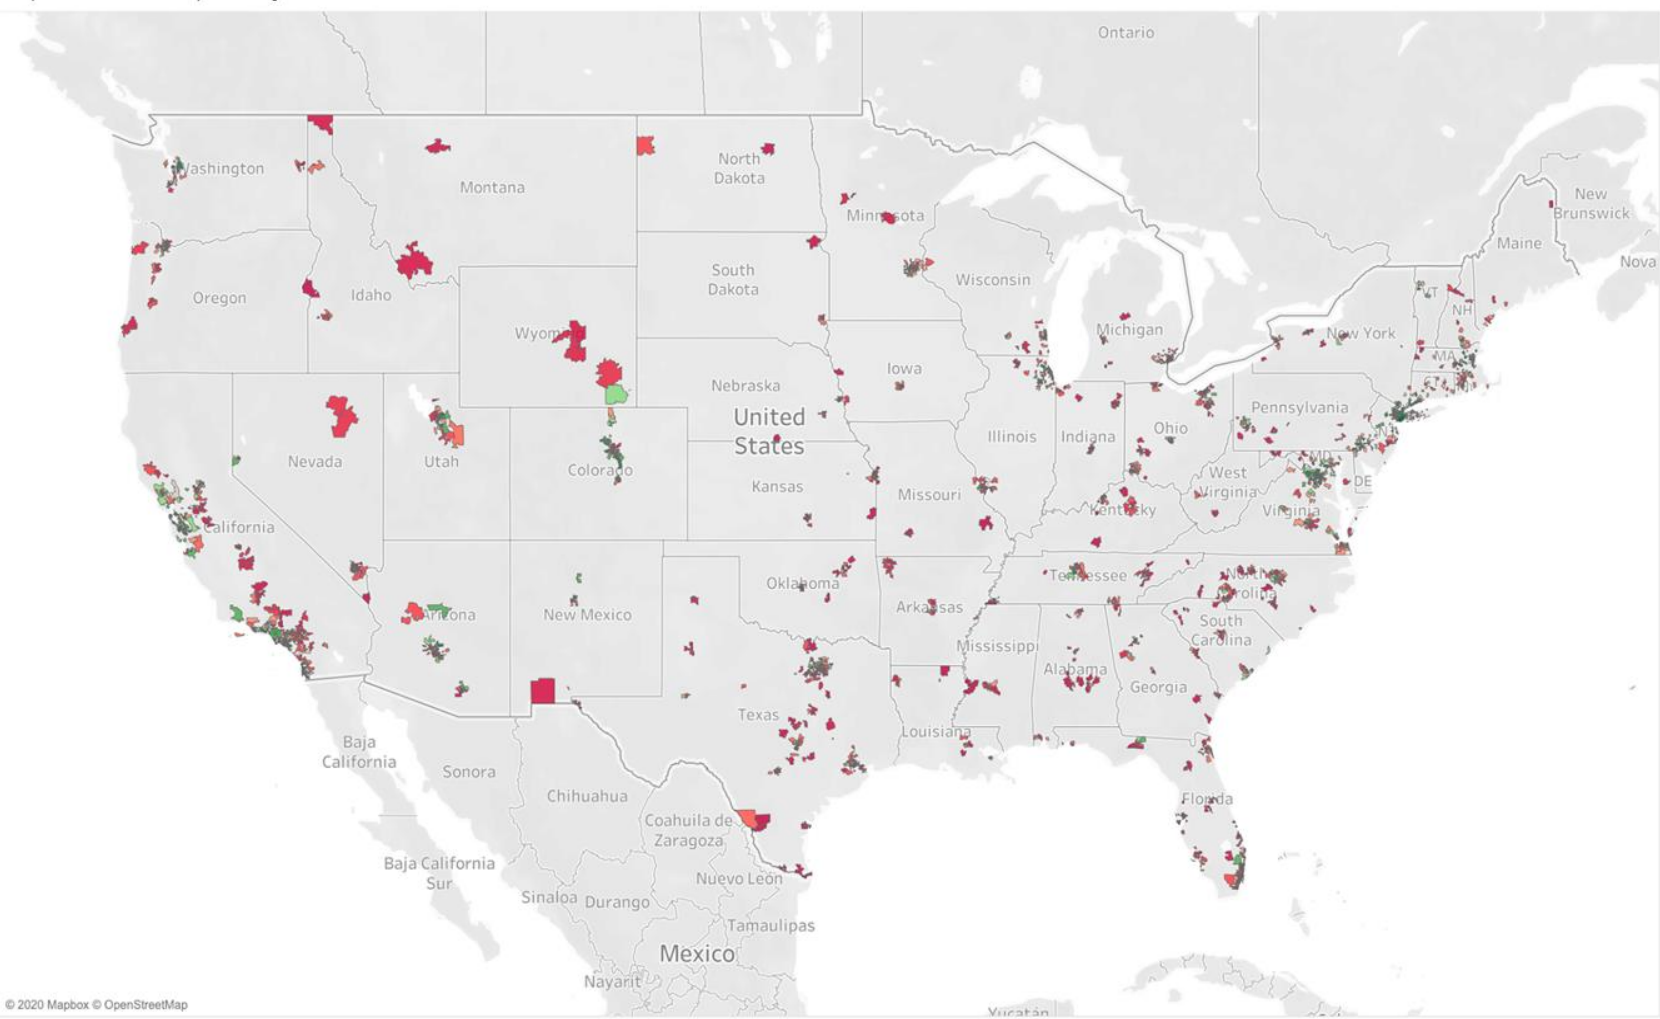 Ontario
Washington
Montana
North
Dakota
Minnesota
New
Brunswick
Maine
Nova
Oregon
Idaho
South
Dakota
Wisconsin
VT
NH
Michigan
New York
Wyoming
MA
CT
Iowa
Nebraska
United
States
Pennsylvania
NJ
Nevada
Utah
Colorado
Illinois
Indiana
Ohio
MD
DE
West
Virginia
Kansas
Missouri
Kentucky
Virginia
California
Arizona
New Mexico
Oklahoma
Arkansas
Tennessee
North
Carolina
South
Carolina
Mississippi
Alabama
Georgia
Texas
Louisiana
Florida
Baja
California
Sonora
Chihuahua
Coahuila de
Zaragoza
Baja California
Sur
Nuevo León
Sinaloa
Durango
Tamaulipas
Mexico
Nayarit
Yucatán
© 2020 Mapbox © OpenStreetMap